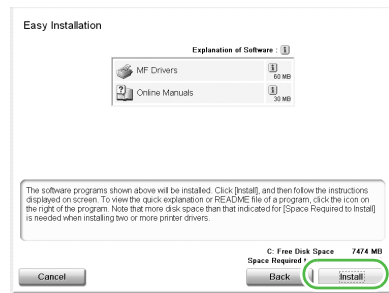 Easy Installation
Explanation of Software : i
MF Drivers
i
60 MB
Online Manuals
i
30 MB
The software programs shown above will be installed. Click [Install], and then follow the instructions
displayed on screen. To view the quick explanation or README file of a program, click the icon on
the right of the program. Note that more disk space than that indicated for [Space Required to Install]
is needed when installing two or more printer drivers.
C: Free Disk Space 7474 MB
Space Required
Cancel
Back
Install